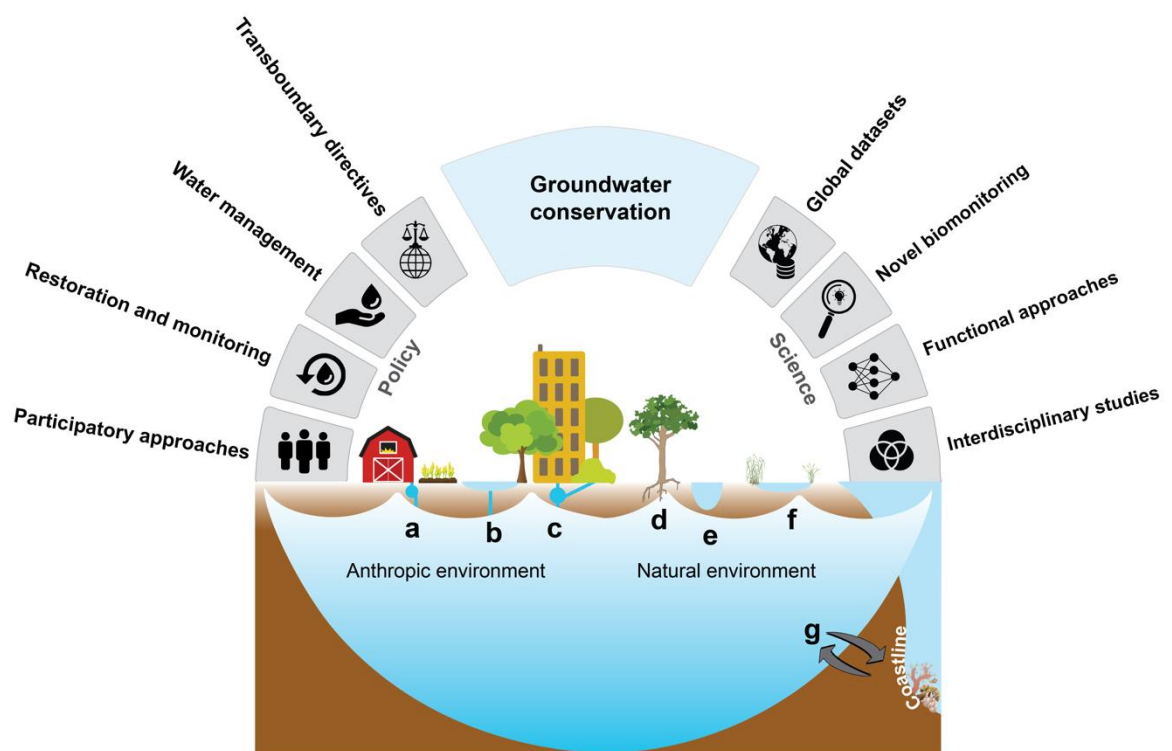 Transboundary directives
Water management
Restoration and monitoring
Participatory approaches
Policy
Groundwater
conservation
Global datasets
Novel biomonitoring
Functional approaches
Interdisciplinary studies
Science
a
b
c
d
e
f
Anthropic environment
Natural environment
g
Coastline